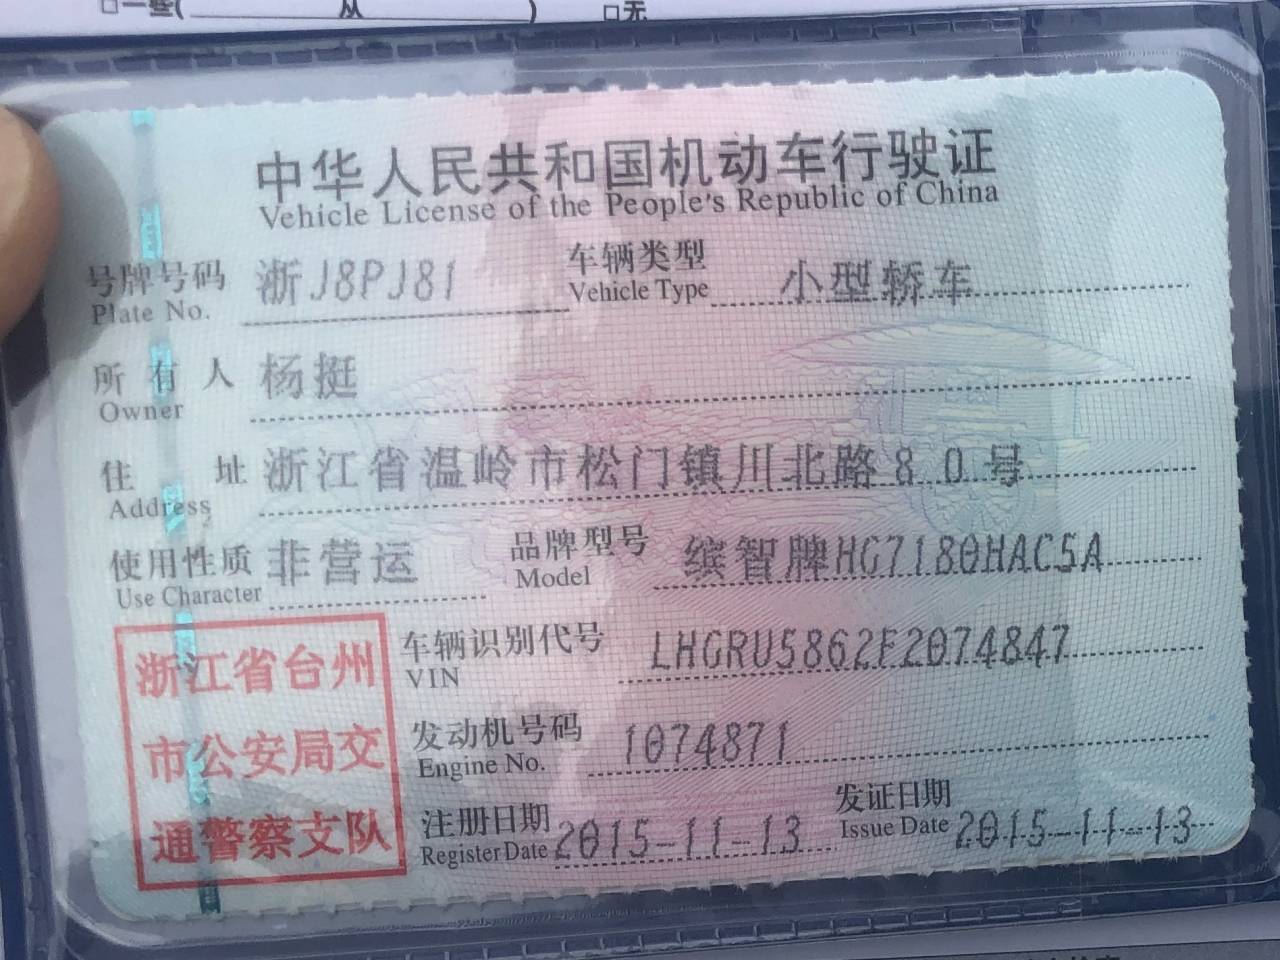 □一些( 从 ) □无
中华人民共和国机动车行驶证
Vehicle License of the People's Republic of China
号牌号码 浙J8PJ81 车辆类型 小型轿车
Plate No. Vehicle Type
所有人 杨挺
Owner
住址 浙江省温岭市松门镇川北路80号
Address
使用性质 非营运 品牌型号 缤智牌HG7180HAC5A
Use Character Model
浙江省台州
市公安局交
通警察支队
车辆识别代号 LHGRU5862F2074847
VIN
发动机号码 1074871
Engine No.
注册日期 2015-11-13 发证日期 2015-11-13
Register Date Issue Date